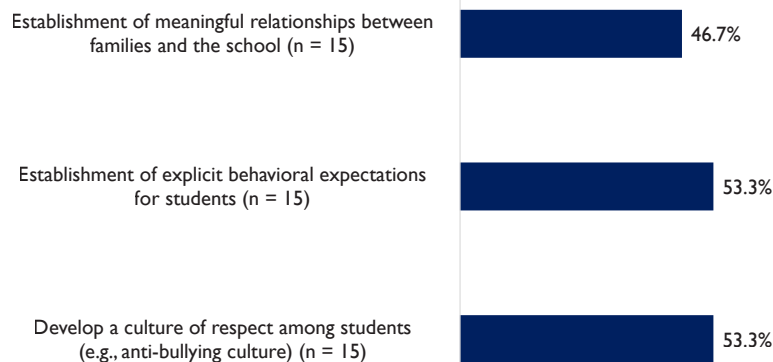 Establishment of meaningful relationships between
families and the school (n = 15)
46.7%
Establishment of explicit behavioral expectations
for students (n = 15)
53.3%
Develop a culture of respect among students
(e.g., anti-bullying culture) (n = 15)
53.3%